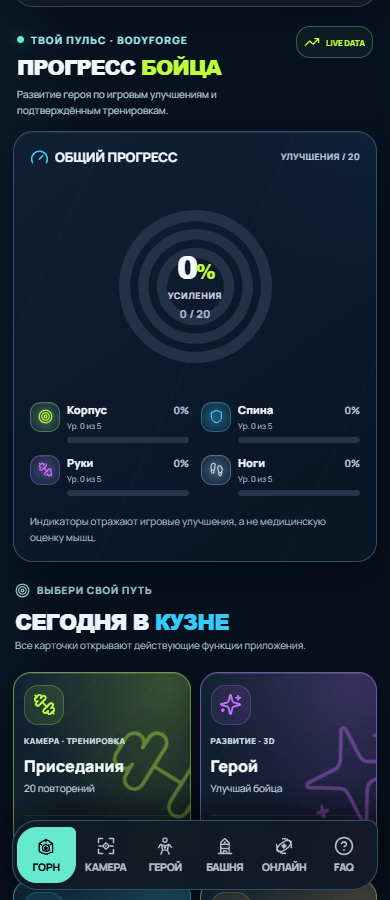 ТВОЙ ПУЛЬС · BODYFORGE
LIVE DATA
ПРОГРЕСС БОЙЦА
Развитие героя по игровым улучшениям и
подтверждённым тренировкам.
ОБЩИЙ ПРОГРЕСС
УЛУЧШЕНИЯ / 20
0%
УСИЛЕНИЯ
0 / 20
Корпус 0%
Ур. 0 из 5
Спина 0%
Ур. 0 из 5
Руки 0%
Ур. 0 из 5
Ноги 0%
Ур. 0 из 5
Индикаторы отражают игровые улучшения, а не медицинскую
оценку мышц.
ВЫБЕРИ СВОЙ ПУТЬ
СЕГОДНЯ В КУЗНЕ
Все карточки открывают действующие функции приложения.
КАМЕРА · ТРЕНИРОВКА
Приседания
20 повторений
РАЗВИТИЕ · 3D
Герой
Улучшай бойца
ГОРН
КАМЕРА
ГЕРОЙ
БАШНЯ
ОНЛАЙН
FAQ